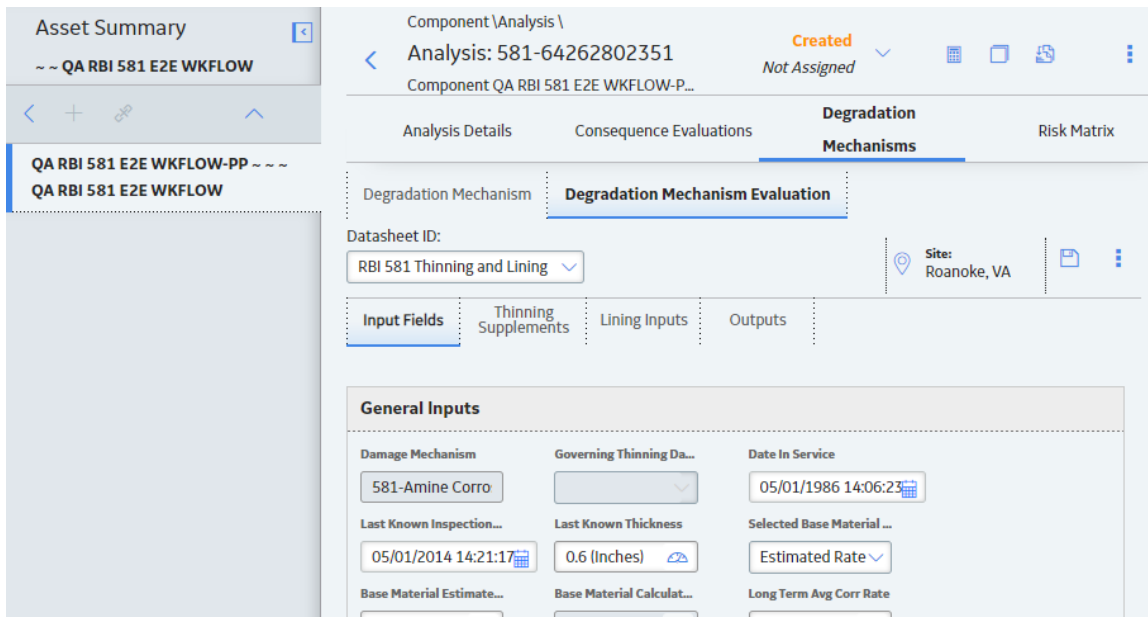 Asset Summary
~ ~ QA RBI 581 E2E WKFLOW
QA RBI 581 E2E WKFLOW-PP ~ ~ ~
QA RBI 581 E2E WKFLOW
Component \Analysis \
Analysis: 581-64262802351
Component QA RBI 581 E2E WKFLOW-P...
Created
Not Assigned
Analysis Details
Consequence Evaluations
Degradation
Mechanisms
Risk Matrix
Degradation Mechanism
Degradation Mechanism Evaluation
Datasheet ID:
RBI 581 Thinning and Lining
Site:
Roanoke, VA
Input Fields
Thinning
Supplements
Lining Inputs
Outputs
General Inputs
Damage Mechanism
Governing Thinning Da...
Date In Service
581-Amine Corro
05/01/1986 14:06:23
Last Known Inspection...
Last Known Thickness
Selected Base Material ...
05/01/2014 14:21:17
0.6 (Inches)
Estimated Rate
Base Material Estimate...
Base Material Calculat...
Long Term Avg Corr Rate